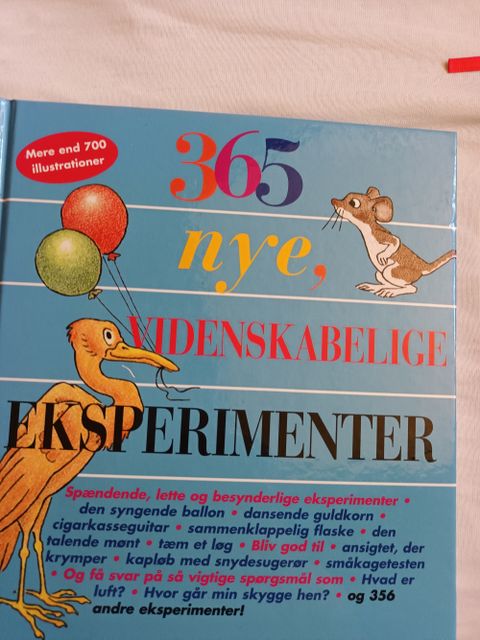 Mere end 700
illustrationer
365
nye,
VIDENSKABELIGE
EKSPERIMENTER
Spændende, lette og besynderlige eksperimenter •
den syngende ballon • dansende guldkorn •
cigarkasseguitar • sammenklappelig flaske • den
talende mønt • tæm et løg • Bliv god til • ansigtet, der
krymper • kapløb med snydesugerør • småkagetesten
• Og få svar på så vigtige spørgsmål som • Hvad er
luft? • Hvor går min skygge hen? • og 356
andre eksperimenter!